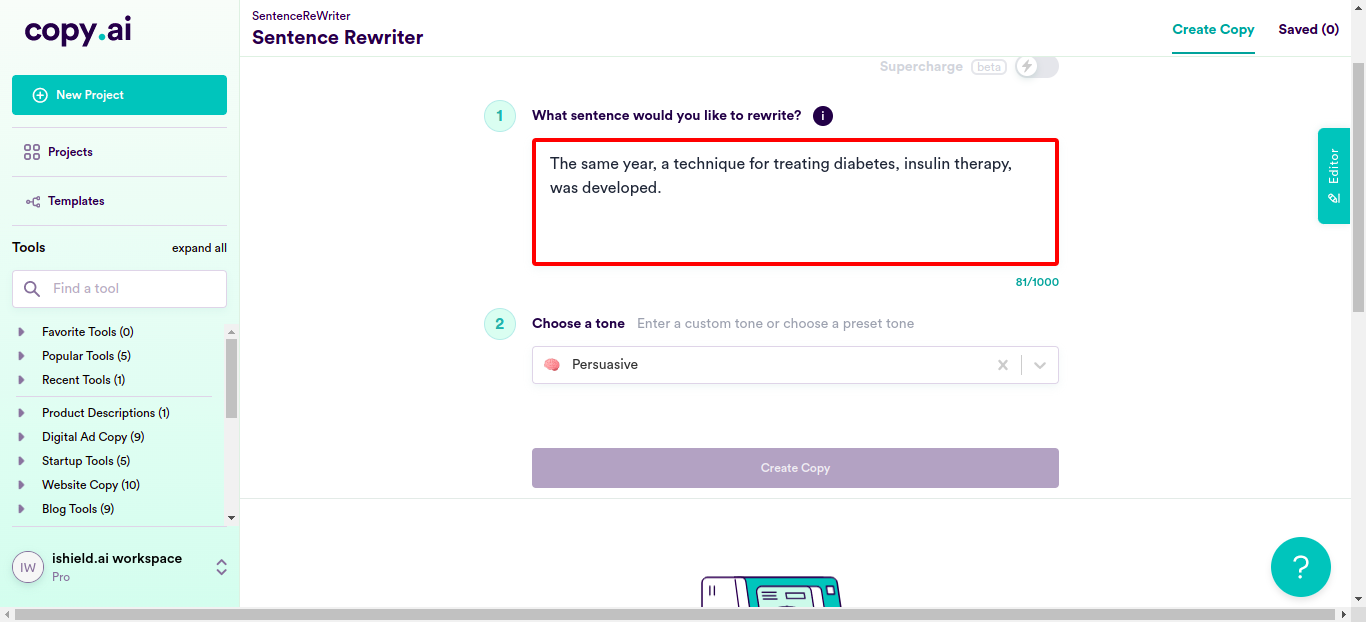 copy.ai
SentenceReWriter
Sentence Rewriter
Create Copy
Saved (0)
New Project
Projects
Templates
Tools
expand all
Find a tool
Favorite Tools (0)
Popular Tools (5)
Recent Tools (1)
Product Descriptions (1)
Digital Ad Copy (9)
Startup Tools (5)
Website Copy (10)
Blog Tools (9)
IW
ishield.ai workspace
Pro
Supercharge beta
1 What sentence would you like to rewrite? i
The same year, a technique for treating diabetes, insulin therapy,
was developed.
81/1000
2 Choose a tone Enter a custom tone or choose a preset tone
Persuasive
Create Copy
Editor
?